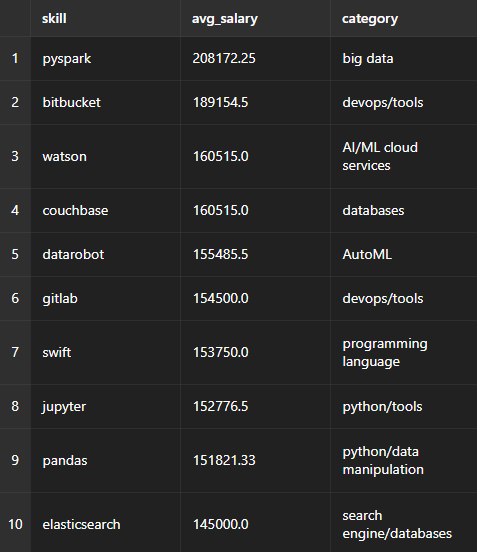 skill avg_salary category
1 pyspark 208172.25 big data
2 bitbucket 189154.5 devops/tools
3 watson 160515.0 AI/ML cloud
services
4 couchbase 160515.0 databases
5 datarobot 155485.5 AutoML
6 gitlab 154500.0 devops/tools
7 swift 153750.0 programming
language
8 jupyter 152776.5 python/tools
9 pandas 151821.33 python/data
manipulation
10 elasticsearch 145000.0 search
engine/databases